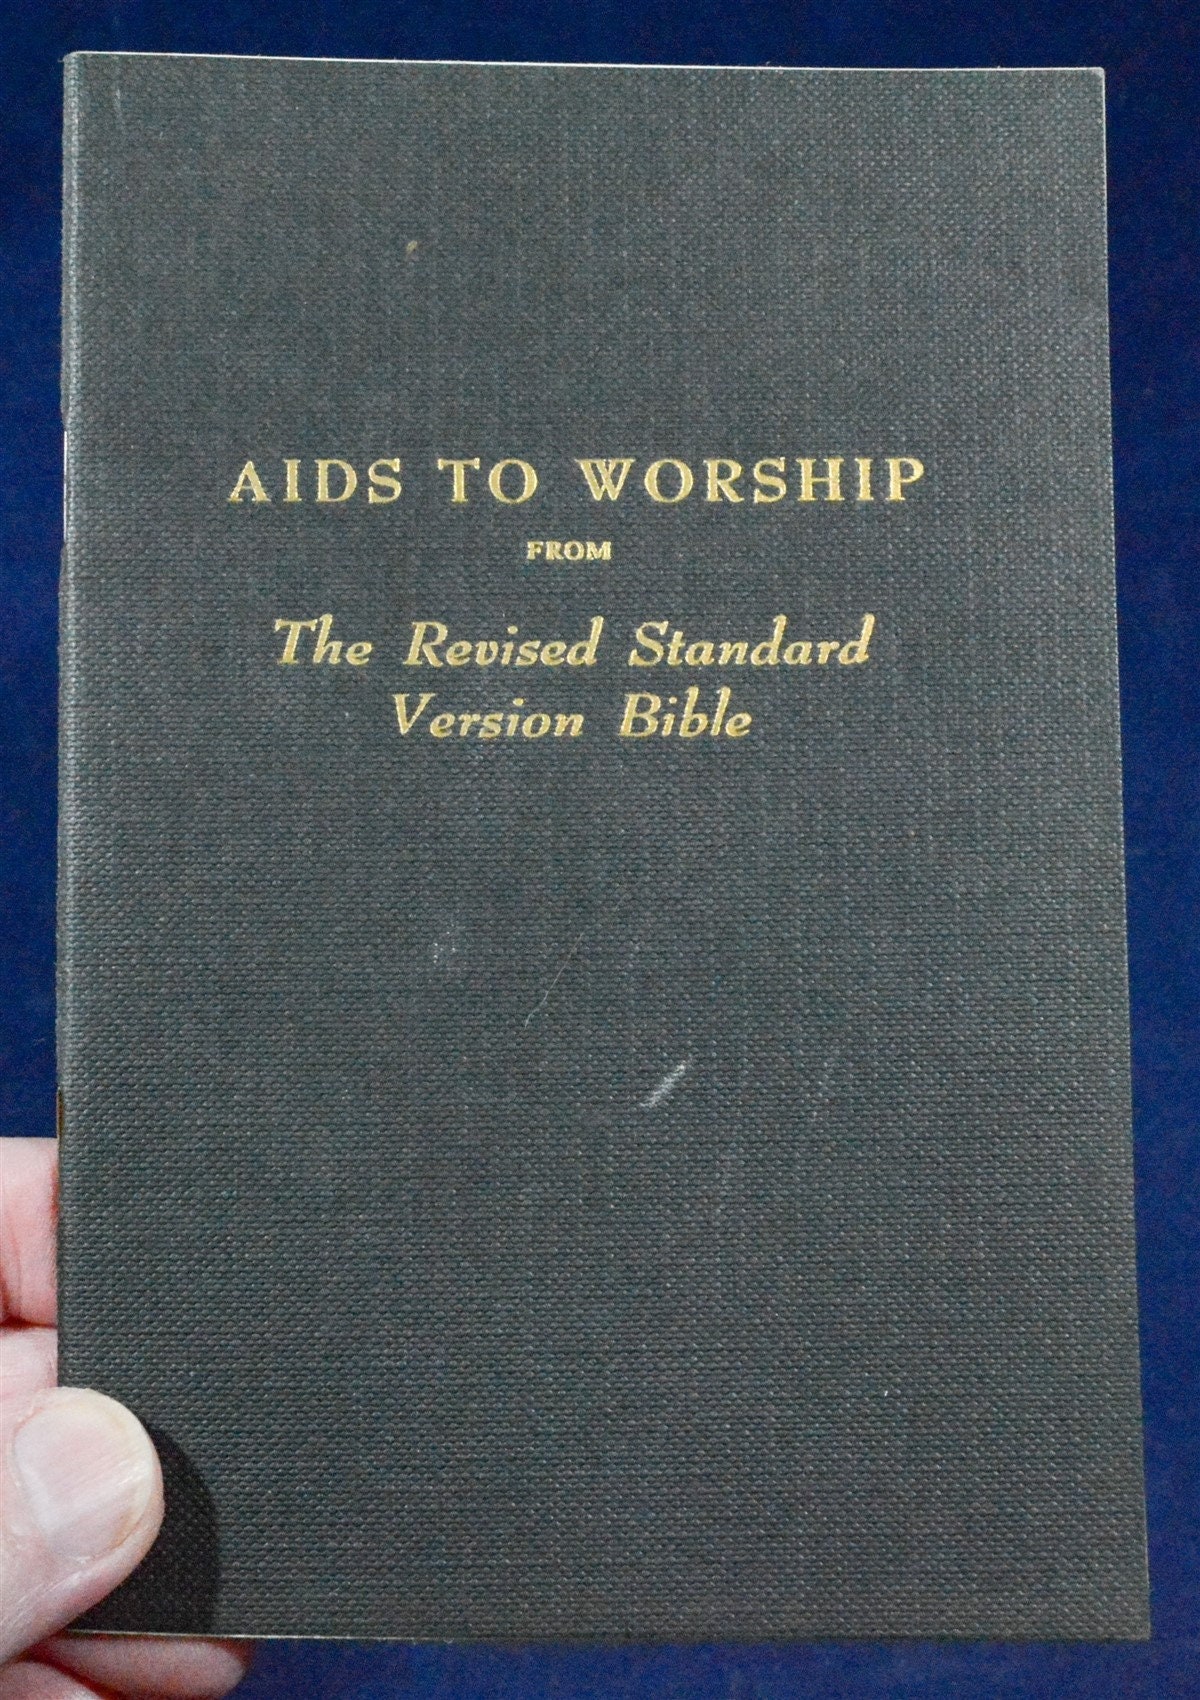 AIDS TO WORSHIP
FROM
The Revised Standard
Version Bible